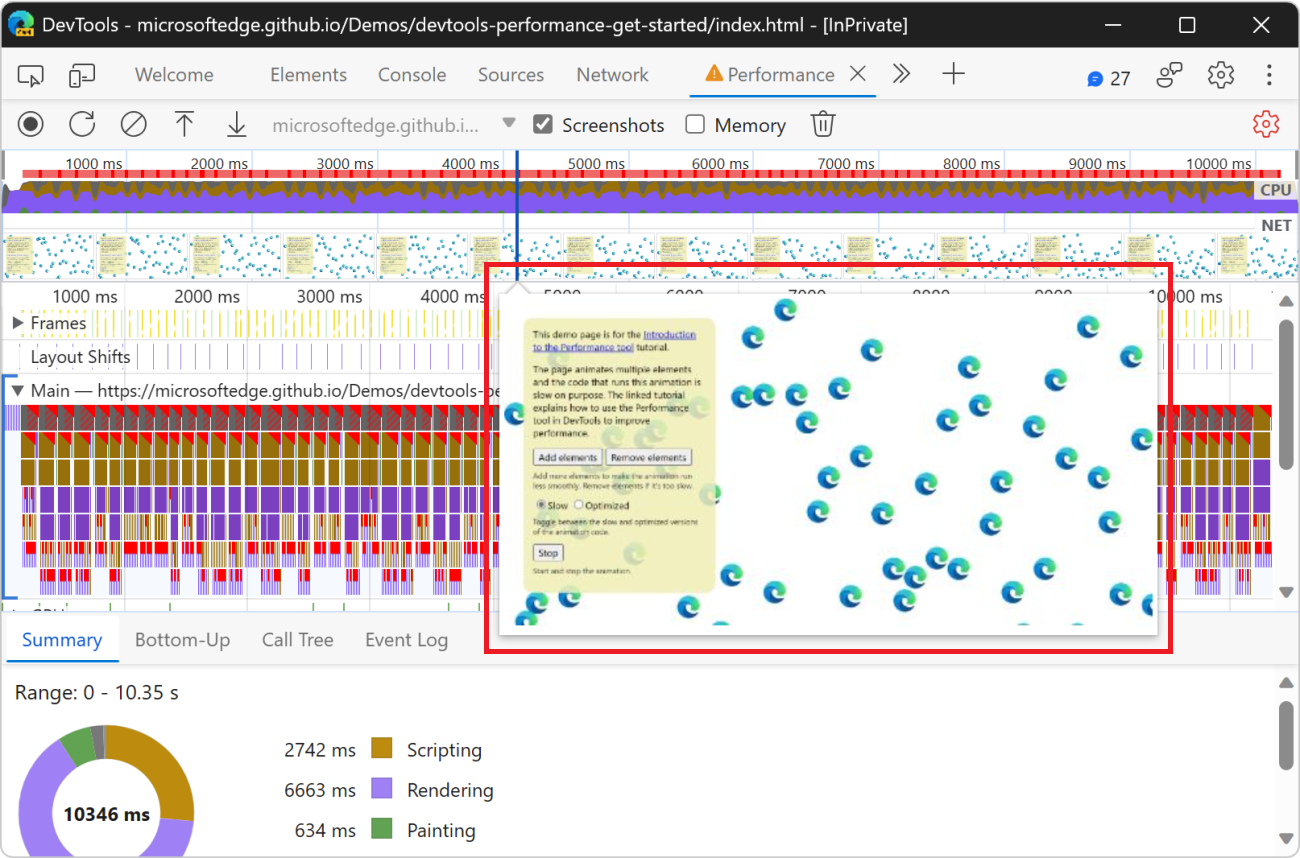 DevTools - microsoftedge.github.io/Demos/devtools-performance-get-started/index.html - [InPrivate]
Welcome Elements Console Sources Network Performance 27
microsoftedge.github.i... Screenshots Memory
1000 ms 2000 ms 3000 ms 4000 ms 5000 ms 6000 ms 7000 ms 8000 ms 9000 ms 10000 ms
CPU
NET
1000 ms 2000 ms 3000 ms 4000 ms 10000 ms
Frames
Layout Shifts
Main — https://microsoftedge.github.io/Demos/devtools-pe
This demo page is for the Introduction
to the Performance tool tutorial.
The page animates multiple elements
and the code that runs this animation is
slow on purpose. The linked tutorial
explains how to use the Performance
tool in DevTools to improve
performance.
Add elements Remove elements
Add more elements to make the animation run
less smoothly. Remove elements if it's too slow.
Slow Optimized
Toggle between the slow and optimized versions
of the animation code.
Stop
Start and stop the animation.
Summary Bottom-Up Call Tree Event Log
Range: 0 - 10.35 s
10346 ms
2742 ms Scripting
6663 ms Rendering
634 ms Painting